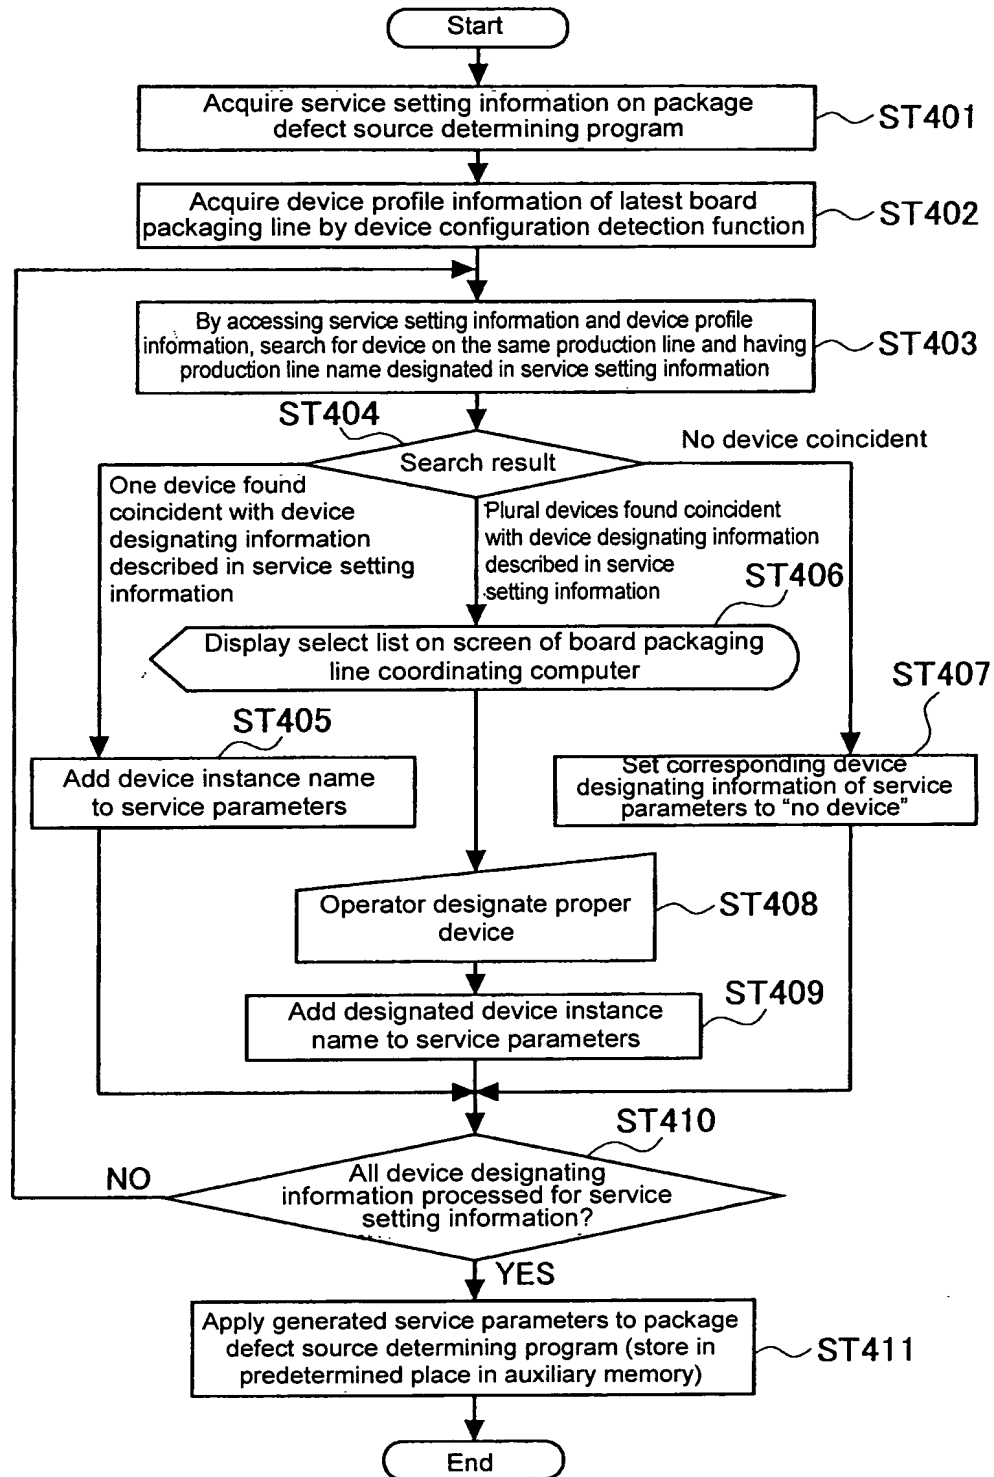 Start
Acquire service setting information on package
defect source determining program
ST401
Acquire device profile information of latest board
packaging line by device configuration detection function
ST402
By accessing service setting information and device profile
information, search for device on the same production line and having
production line name designated in service setting information
ST403
ST404
Search result
No device coincident
One device found
coincident with device
designating information
described in service setting
information
Plural devices found coincident
with device designating information
described in service
setting information
ST406
Display select list on screen of board packaging
line coordinating computer
ST407
ST405
Add device instance name
to service parameters
Set corresponding device
designating information of service
parameters to “no device”
Operator designate proper
device
ST408
ST409
Add designated device instance
name to service parameters
ST410
NO
All device designating
information processed for service
setting information?
YES
Apply generated service parameters to package
defect source determining program (store in
predetermined place in auxiliary memory)
ST411
End